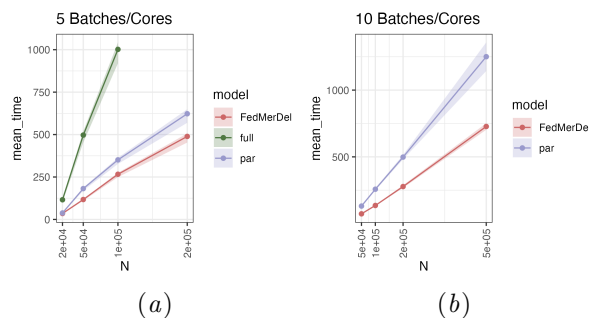 5 Batches/Cores
mean_time
1000
750
500
250
0
2e+04
5e+04
1e+05
2e+05
N
model
FedMerDel
full
par
(a)
10 Batches/Cores
mean_time
1000
500
5e+04
1e+05
2e+05
5e+05
N
model
FedMerDe
par
(b)